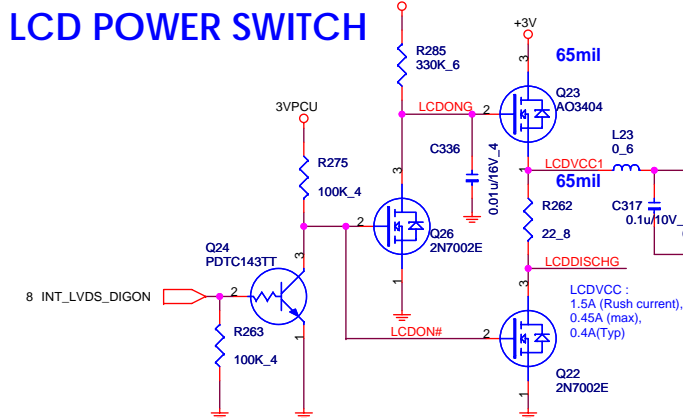 LCD POWER SWITCH
R285
330K_6
+3V
3
65mil
Q23
AO3404
3VPCU
LCDONG
2
R275
100K_4
C336
0.01u/16V_4
1
LCDVCC1
L23
0_6
65mil
3
2
Q26
2N7002E
1
R262
22_8
C317
0.1u/10V_
Q24
PDTC143TT
3
LCDDISCHG
8 INT_LVDS_DIGON
2
R263
100K_4
1
LCDON#
3
2
LCDVCC :
1.5A (Rush current),
0.45A (max),
0.4A(Typ)
Q22
2N7002E
1